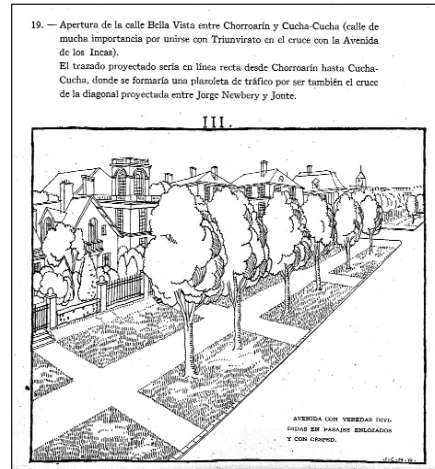 19. — Apertura de la calle Bella Vista entre Chorroarín y Cucha-Cucha (calle de
mucha importancia por unirse con Triunvirato en el cruce con la Avenida
de los Incas).
El trazado proyectado sería en línea recta desde Chorroarín hasta Cucha-
Cucha, donde se formaría una plazoleta de tráfico por ser también el cruce
de la diagonal proyectada entre Jorge Newbery y Jonte.
III.
AVENIDA CON VEREDAS DIVI-
DIDAS EN PASAJES ENLOZADOS
Y CON CÉSPED.
J.C.M.H.